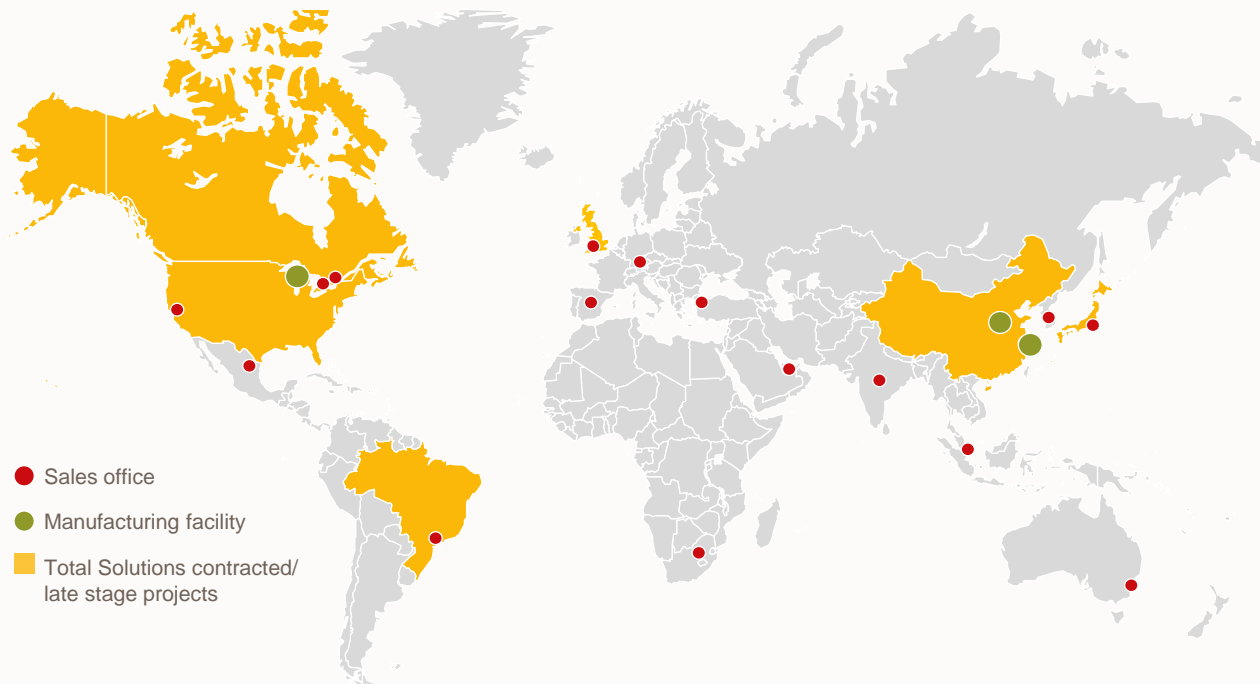 Sales office
Manufacturing facility
Total Solutions contracted/
late stage projects